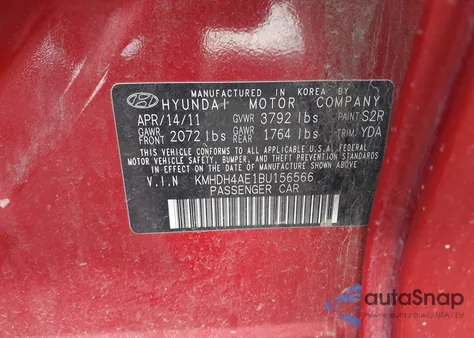 MANUFACTURED IN KOREA BY
HYUNDAI MOTOR COMPANY
APR/14/11 GVWR 3792 lbs PAINT: S2R
GAWR FRONT 2072 lbs GAWR REAR 1764 lbs TRIM: YDA
THIS VEHICLE CONFORMS TO ALL APPLICABLE U.S.A. FEDERAL
MOTOR VEHICLE SAFETY, BUMPER, AND THEFT PREVENTION STANDARDS
IN EFFECT ON THE DATE OF MANUFACTURE SHOWN ABOVE.
V.I.N KMHDH4AE1BU156566
PASSENGER CAR
autoSnap